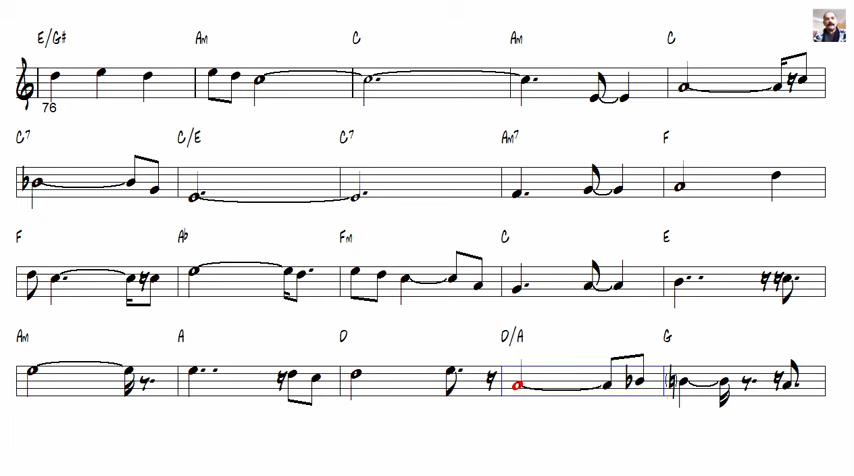 E/G# Am C Am C
76
C7 C/E C7 Am7 F
F Ab Fm C E
Am A D D/A G